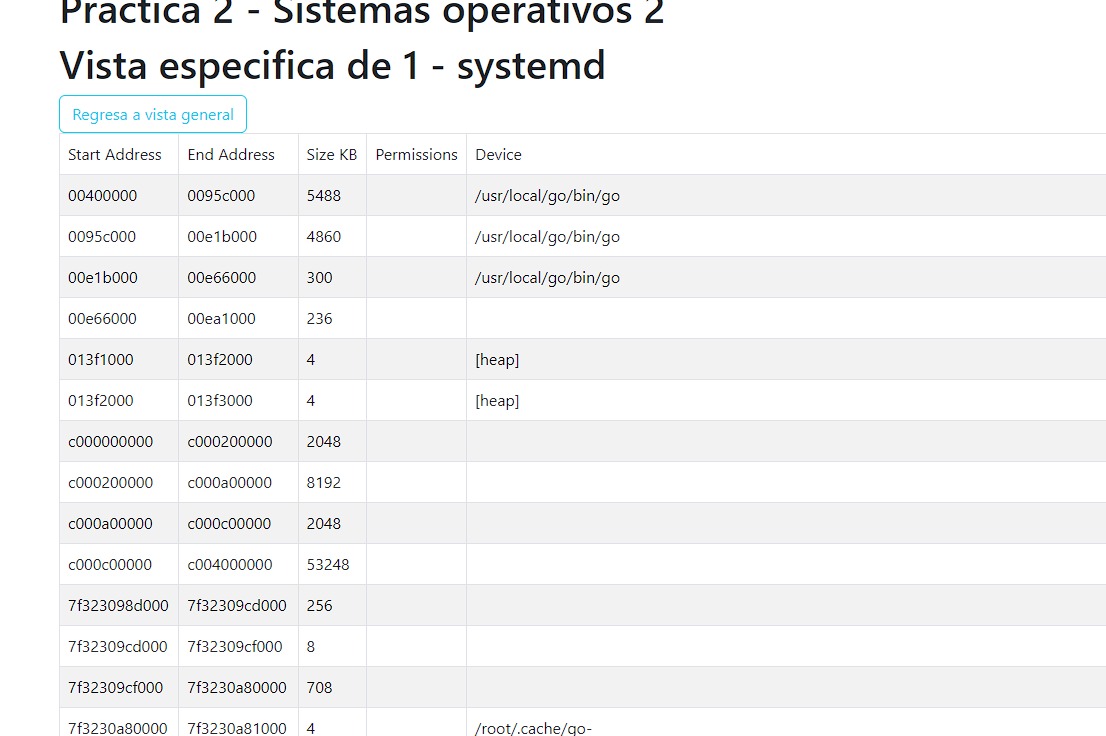 Practica 2 - Sistemas operativos 2
Vista especifica de 1 - systemd
Regresa a vista general
Start Address End Address Size KB Permissions Device
00400000 0095c000 5488 /usr/local/go/bin/go
0095c000 00e1b000 4860 /usr/local/go/bin/go
00e1b000 00e66000 300 /usr/local/go/bin/go
00e66000 00ea1000 236
013f1000 013f2000 4 [heap]
013f2000 013f3000 4 [heap]
c000000000 c000200000 2048
c000200000 c000a00000 8192
c000a00000 c000c00000 2048
c000c00000 c004000000 53248
7f323098d000 7f32309cd000 256
7f32309cd000 7f32309cf000 8
7f32309cf000 7f3230a80000 708
7f3230a80000 7f3230a81000 4 /root/.cache/go-